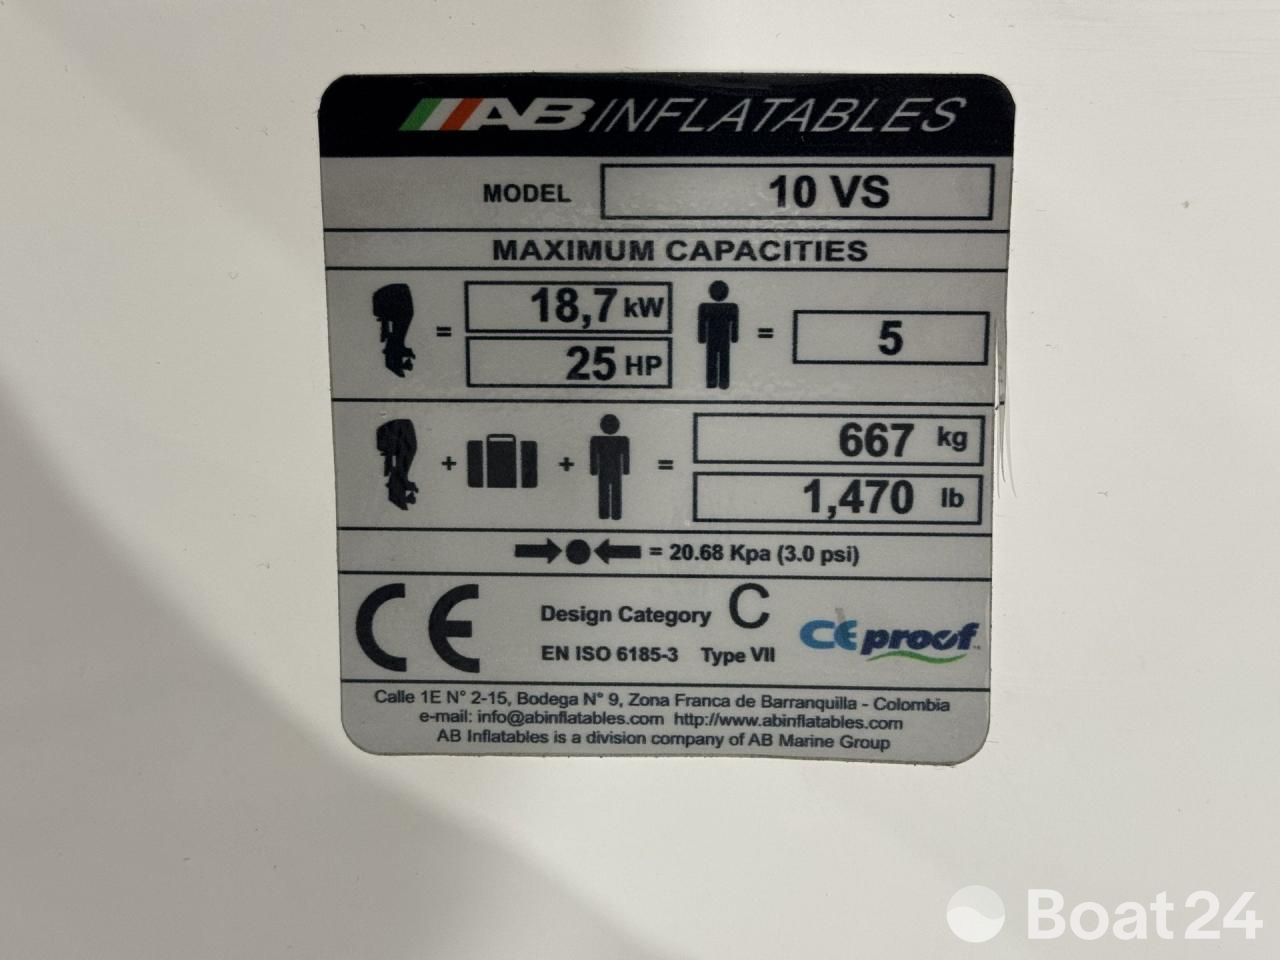 AB INFLATABLES
MODEL 10 VS
MAXIMUM CAPACITIES
= 18,7 kW
25 HP
= 5
+ + = 667 kg
1,470 lb
= 20.68 Kpa (3.0 psi)
CE Design Category C
EN ISO 6185-3 Type VII
CE proof™
Calle 1E N° 2-15, Bodega N° 9, Zona Franca de Barranquilla - Colombia
e-mail: info@abinflatables.com http://www.abinflatables.com
AB Inflatables is a division company of AB Marine Group
Boat24